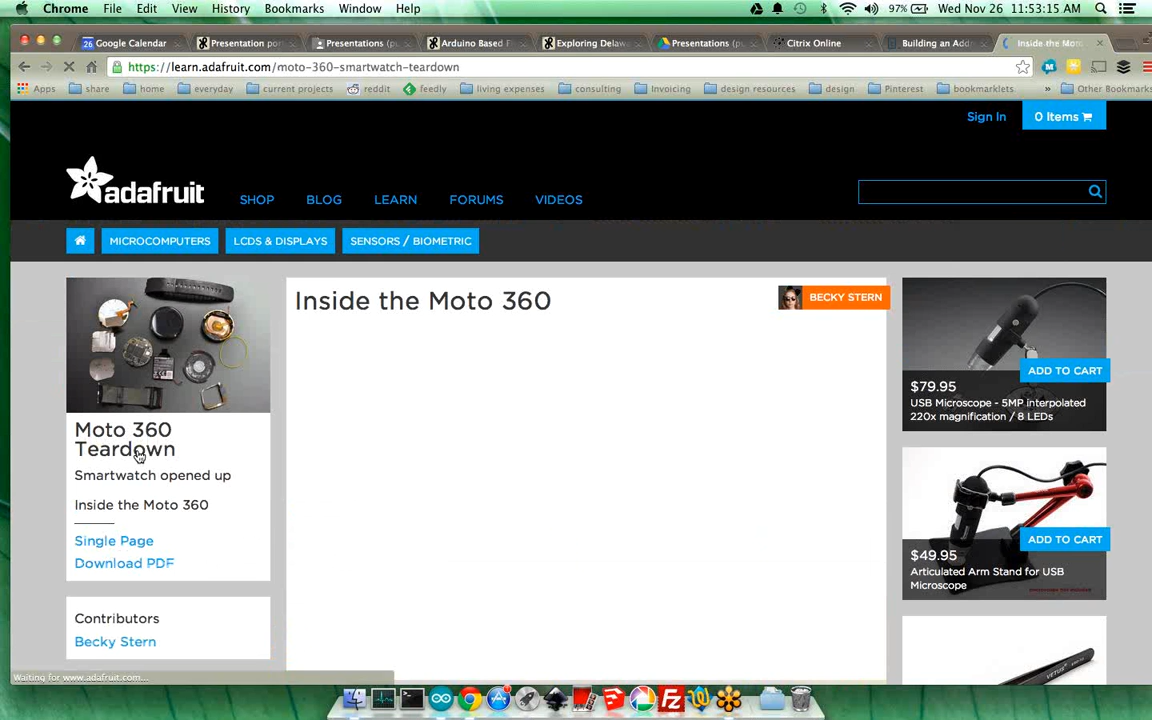 Chrome File Edit View History Bookmarks Window Help 97% Wed Nov 26 11:53:15 AM
26 Google Calendar Presentation por Presentations (pu Arduino Based F Exploring Delaw Presentations (pu Citrix Online Building an Ad Inside the Mo
https://learn.adafruit.com/moto-360-smartwatch-teardown
Apps share home everyday current projects reddit feedly living expenses consulting Invoicing design resources design Pinterest bookmarklets » Other Bookmarks
Sign In 0 Items
adafruit SHOP BLOG LEARN FORUMS VIDEOS
MICROCOMPUTERS LCDS & DISPLAYS SENSORS / BIOMETRIC
Inside the Moto 360 BECKY STERN
ADD TO CART
$79.95
USB Microscope - 5MP interpolated
220x magnification / 8 LEDs
Moto 360
Teardown
Smartwatch opened up
Inside the Moto 360
Single Page
Download PDF
ADD TO CART
$49.95
Articulated Arm Stand for USB
Microscope
Contributors
Becky Stern
VETUS
Waiting for www.adafruit.com...